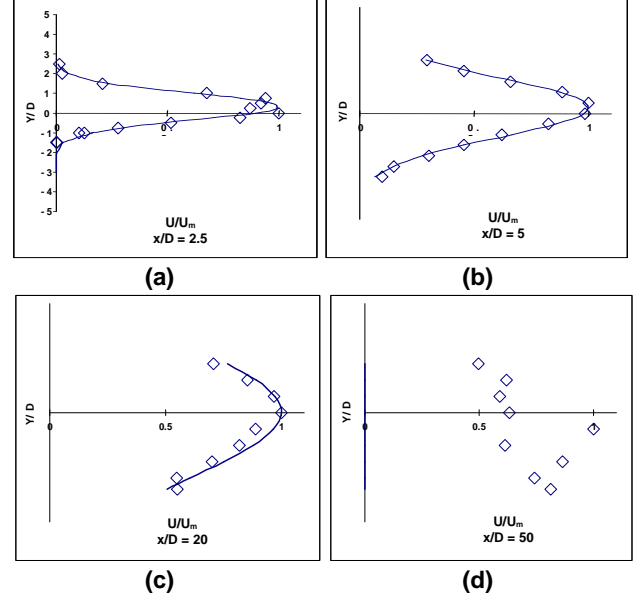 5
4
3
2
1
0
-1
-2
-3
-4
-5
Y/D
0
1
U/Um
x/D = 2.5
(a)
Y/D
0
1
U/Um
x/D = 5
(b)
Y/D
0
0.5
1
U/Um
x/D = 20
(c)
Y/D
0
0.5
1
U/Um
x/D = 50
(d)